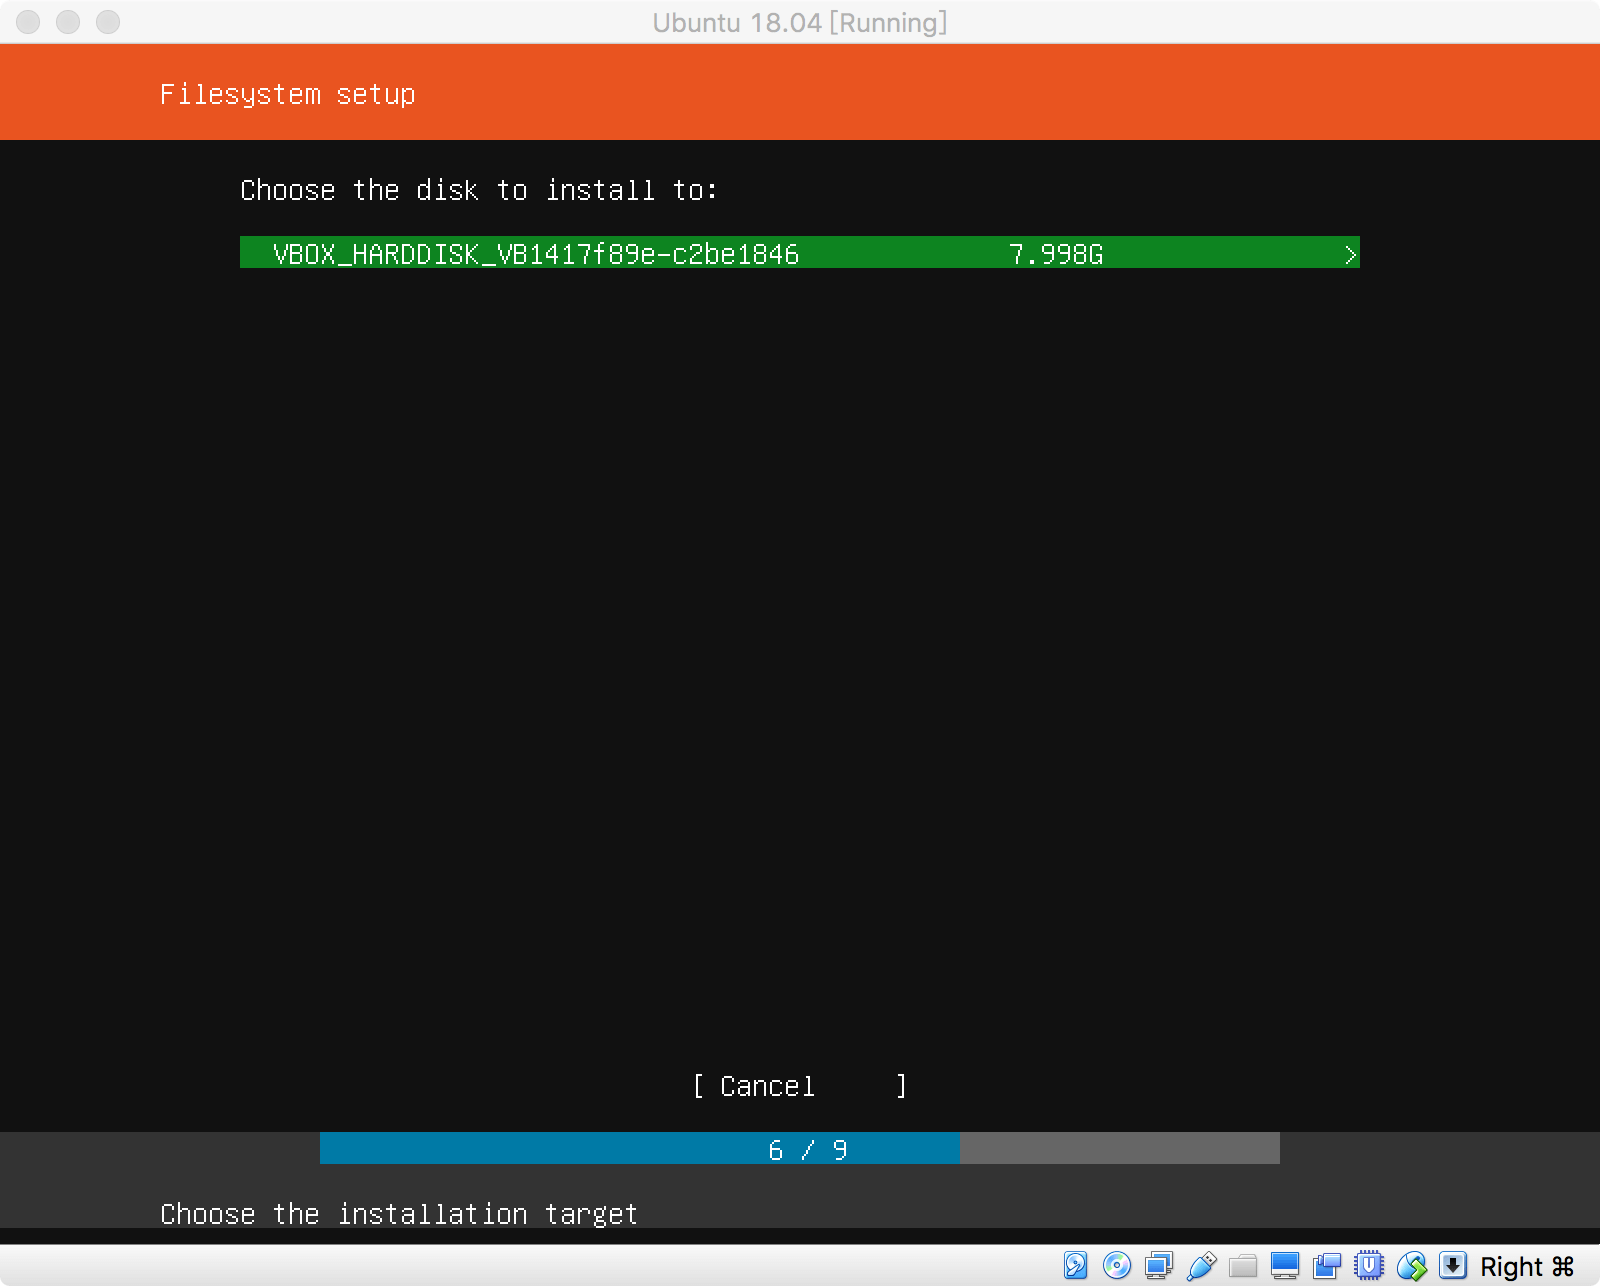 Ubuntu 18.04 [Running]
Filesystem setup
Choose the disk to install to:
VBOX_HARDDISK_VB1417f89e-c2be1846 7.998G >
[ Cancel ]
6 / 9
Choose the installation target
Right ⌘